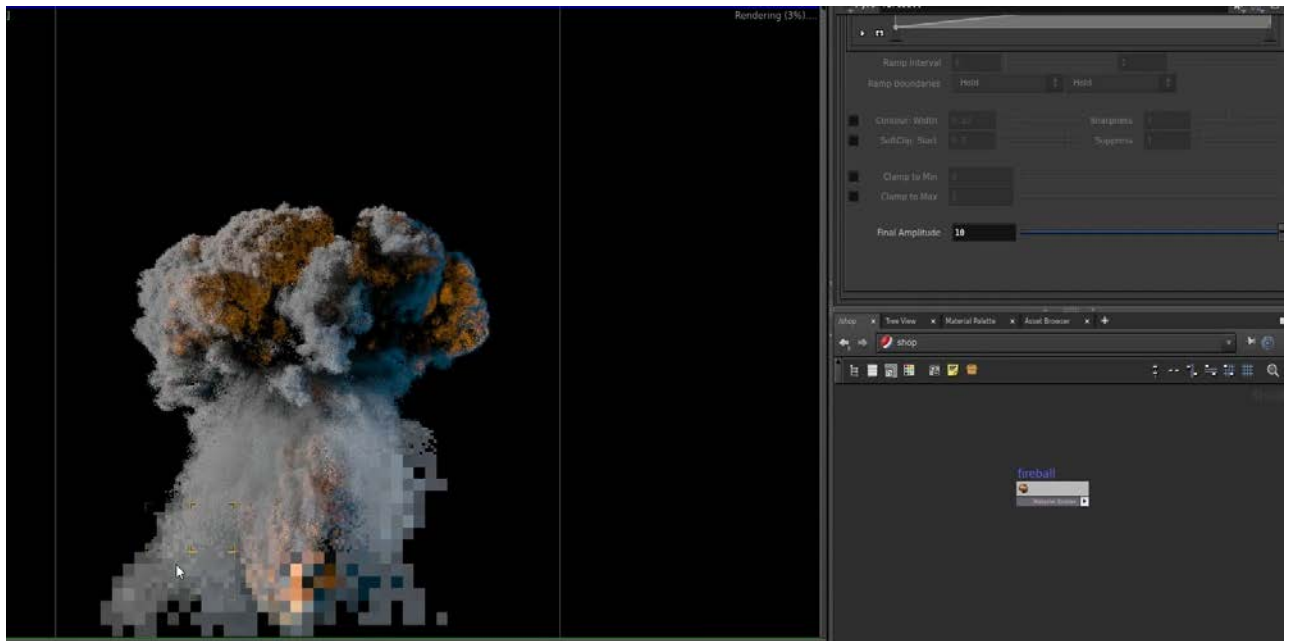 Rendering (3%)....
Ramp Interval
Ramp Boundaries Hold Hold
Contour: Width Sharpness
SoftClip: Start Suppress
Clamp to Min
Clamp to Max
Final Amplitude 10
Tree View Material Palette Asset Browser
shop
fireball